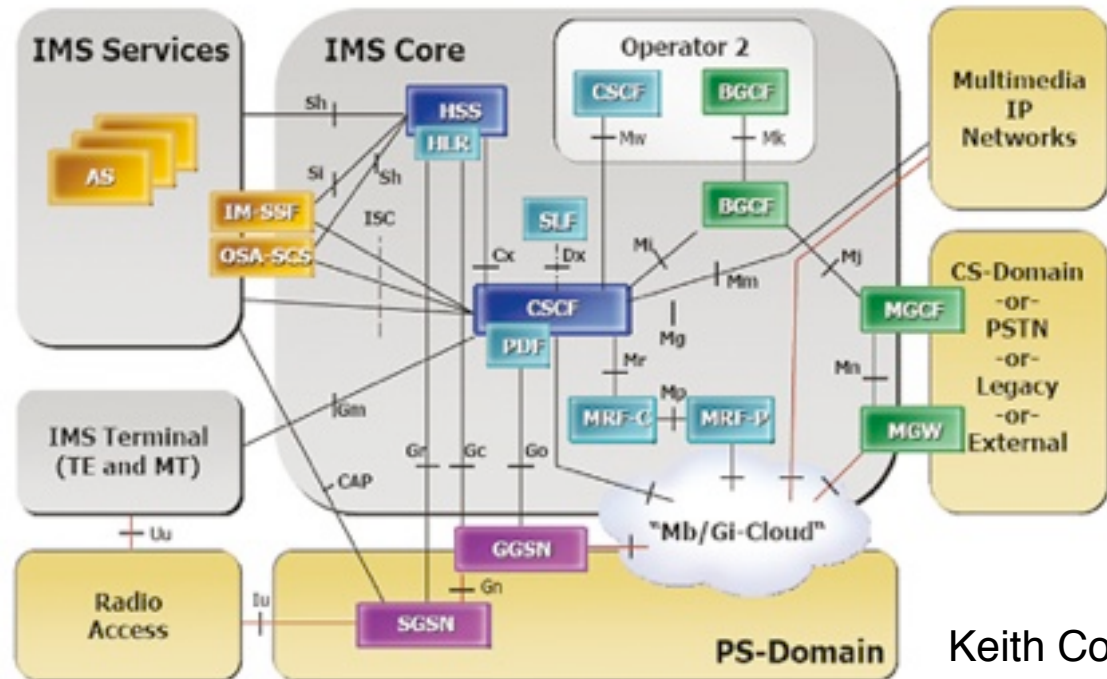 IMS Services
IMS Core
Operator 2
CSCF
BGCF
Mw
Mk
Multimedia
IP
Networks
Sh
HSS
HLR
AS
Si
Sh
IM-SSF
OSA-SCS
ISC
SLF
BGCF
Cx
Dx
Mi
Mm
Mj
CSCF
PDF
Mg
MGCF
CS-Domain
-or-
PSTN
-or-
Legacy
-or-
External
Mr
Mn
Mp
MRF-C
MRF-P
MGW
Gm
IMS Terminal
(TE and MT)
CAP
Gr
Gc
Go
Uu
"Mb/Gi-Cloud"
GGSN
Gn
Radio
Access
Iu
SGSN
PS-Domain
Keith Co